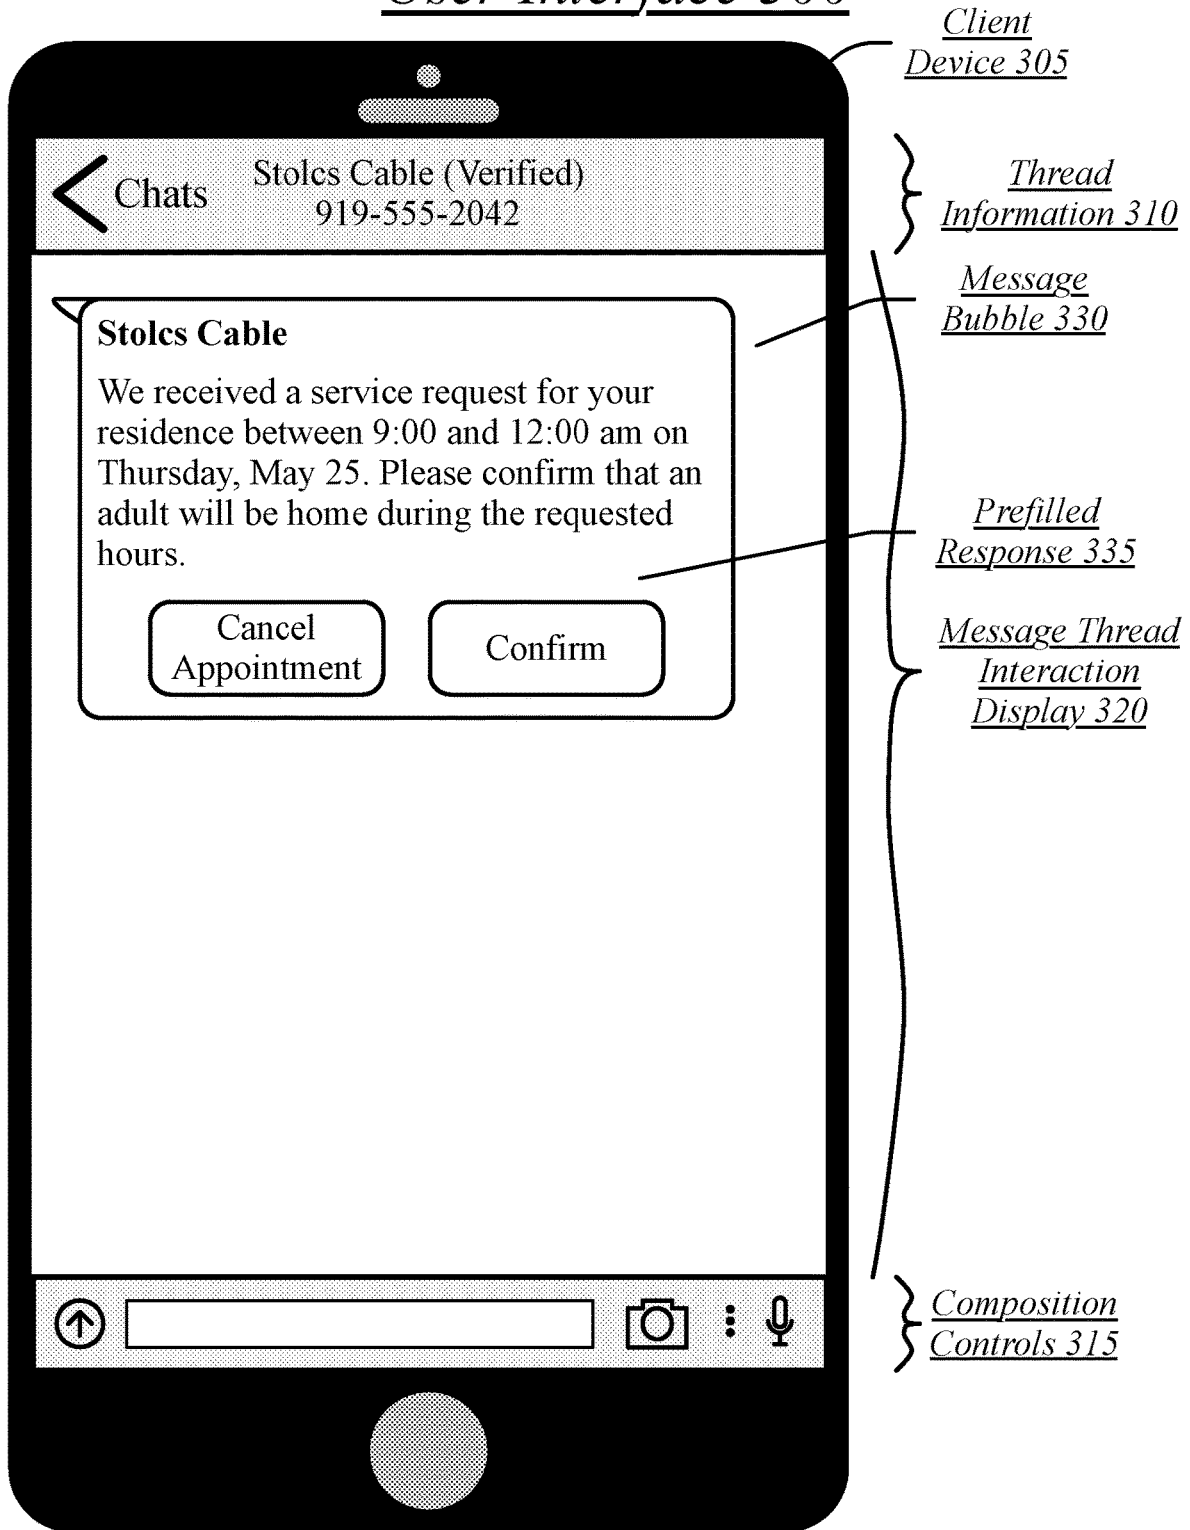 User Interface 300
Client
Device 305
Chats
Stolcs Cable (Verified)
919-555-2042
Thread
Information 310
Message
Bubble 330
Stolcs Cable
We received a service request for your
residence between 9:00 and 12:00 am on
Thursday, May 25. Please confirm that an
adult will be home during the requested
hours.
Prefilled
Response 335
Cancel
Appointment
Confirm
Message Thread
Interaction
Display 320
Composition
Controls 315